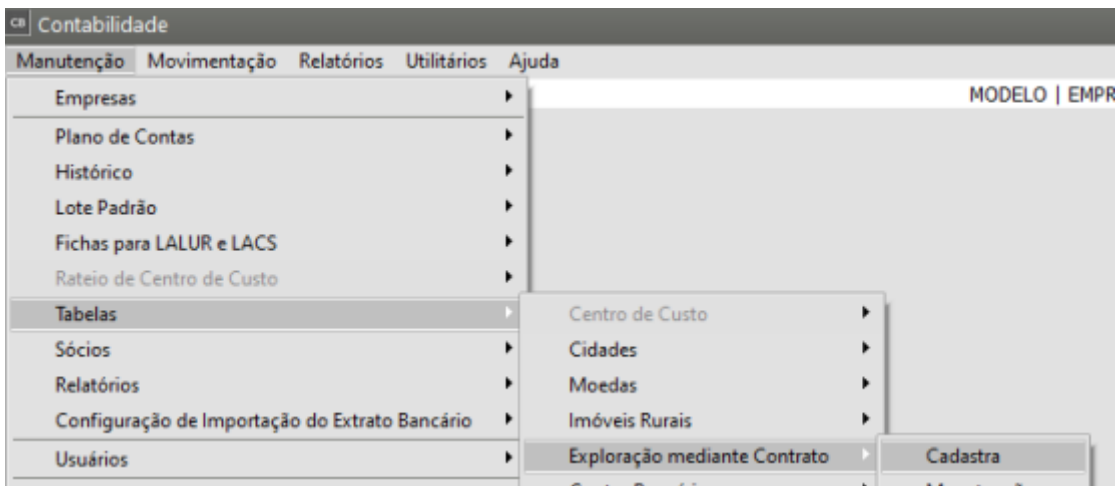 CB Contabilidade
Manutenção Movimentação Relatórios Utilitários Ajuda
MODELO | EMPR
Empresas
Plano de Contas
Histórico
Lote Padrão
Fichas para LALUR e LACS
Rateio de Centro de Custo
Tabelas
Sócios
Relatórios
Configuração de Importação do Extrato Bancário
Usuários
Centro de Custo
Cidades
Moedas
Imóveis Rurais
Exploração mediante Contrato
Cadastra